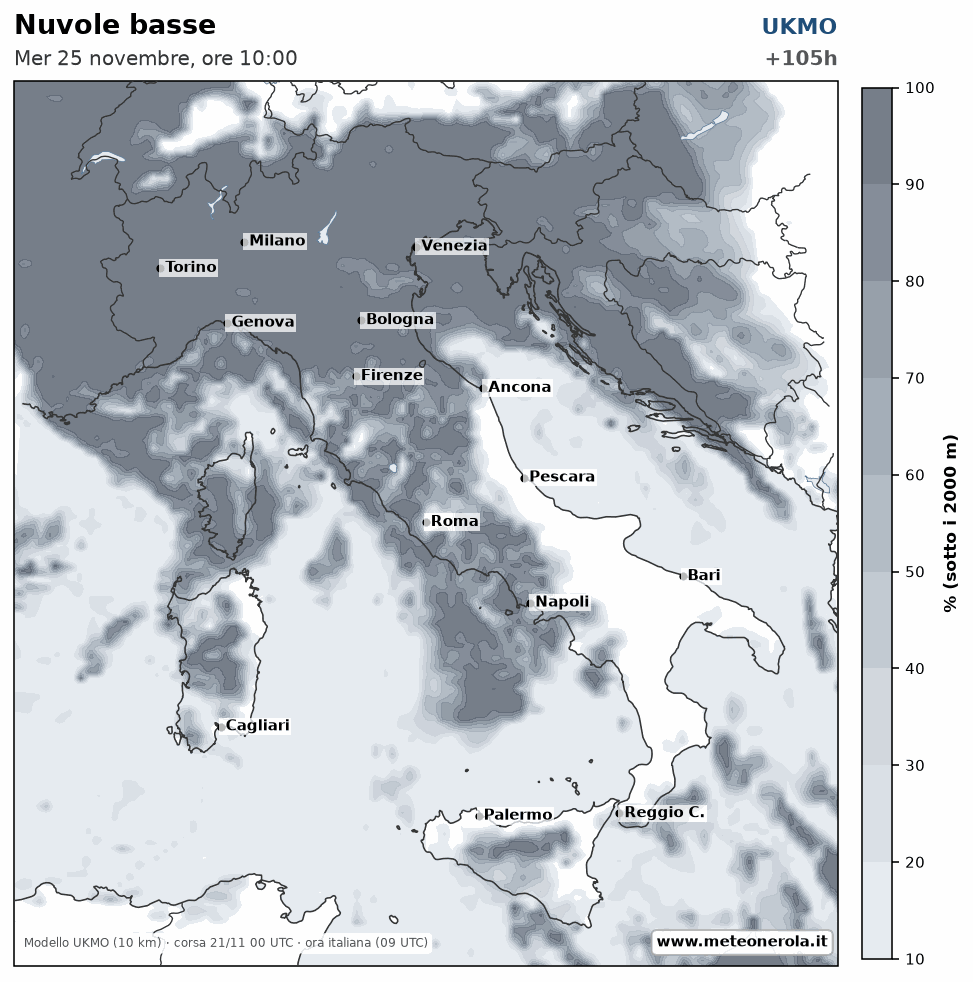 Nuvole basse
UKMO
Mer 25 novembre, ore 10:00
+105h
100
90
80
70
60
50
40
30
20
10
% (sotto i 2000 m)
Milano
Venezia
Torino
Genova
Bologna
Firenze
Ancona
Pescara
Roma
Bari
Napoli
Cagliari
Palermo
Reggio C.
Modello UKMO (10 km) · corsa 21/11 00 UTC · ora italiana (09 UTC)
www.meteonerola.it